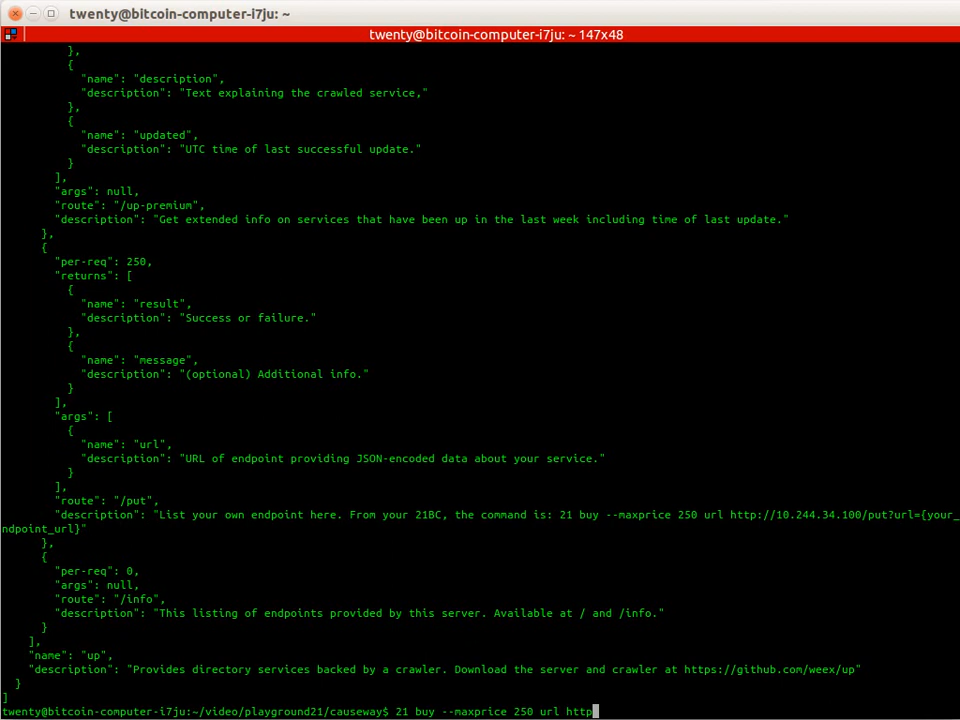 twenty@bitcoin-computer-i7ju: ~
twenty@bitcoin-computer-i7ju: ~ 147x48
},
{
"name": "description",
"description": "Text explaining the crawled service,"
},
{
"name": "updated",
"description": "UTC time of last successful update."
}
],
"args": null,
"route": "/up-premium",
"description": "Get extended info on services that have been up in the last week including time of last update."
},
{
"per-req": 250,
"returns": [
{
"name": "result",
"description": "Success or failure."
},
{
"name": "message",
"description": "(optional) Additional info."
}
],
"args": [
{
"name": "url",
"description": "URL of endpoint providing JSON-encoded data about your service."
}
],
"route": "/put",
"description": "List your own endpoint here. From your 21BC, the command is: 21 buy --maxprice 250 url http://10.244.34.100/put?url={your_
ndpoint_url}"
},
{
"per-req": 0,
"args": null,
"route": "/info",
"description": "This listing of endpoints provided by this server. Available at / and /info."
}
],
"name": "up",
"description": "Provides directory services backed by a crawler. Download the server and crawler at https://github.com/weex/up"
}
]
twenty@bitcoin-computer-i7ju:~/video/playground21/causeway$ 21 buy --maxprice 250 url http